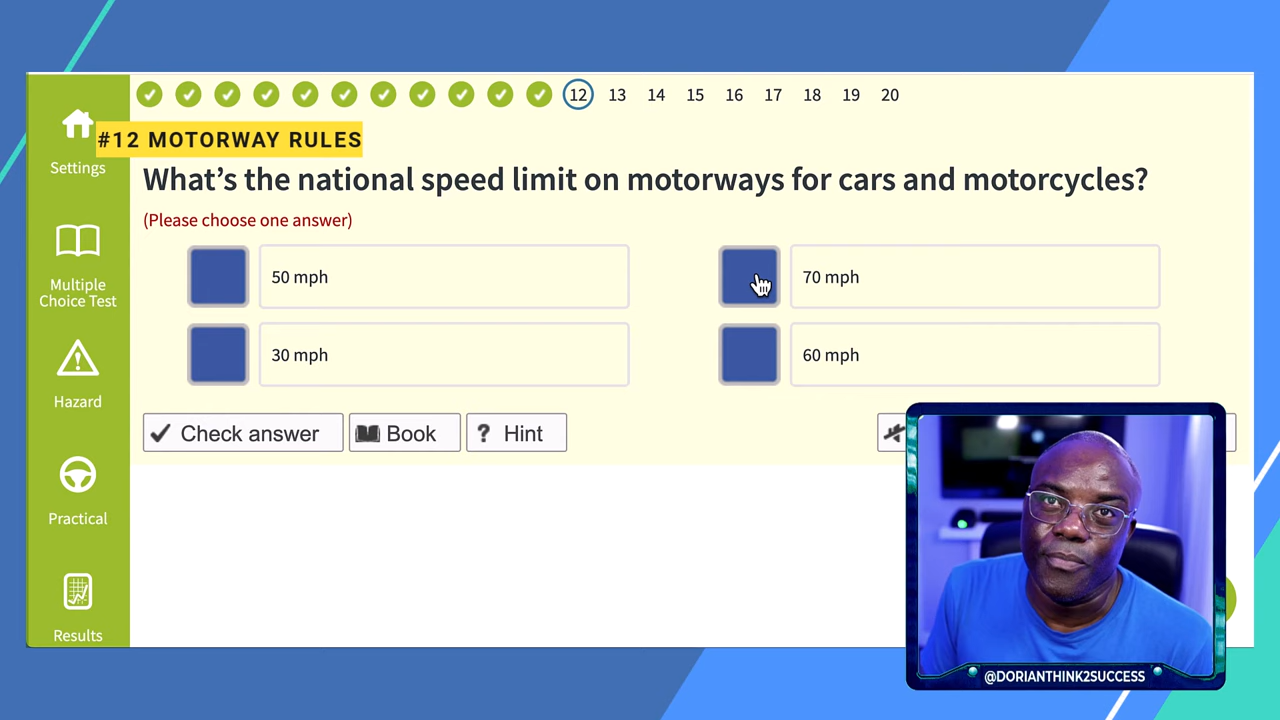 12 13 14 15 16 17 18 19 20
#12 MOTORWAY RULES
Settings
What's the national speed limit on motorways for cars and motorcycles?
(Please choose one answer)
50 mph
70 mph
Multiple
Choice Test
30 mph
60 mph
Hazard
Check answer
Book
? Hint
Practical
Results
@DORIANTHINK2SUCCESS